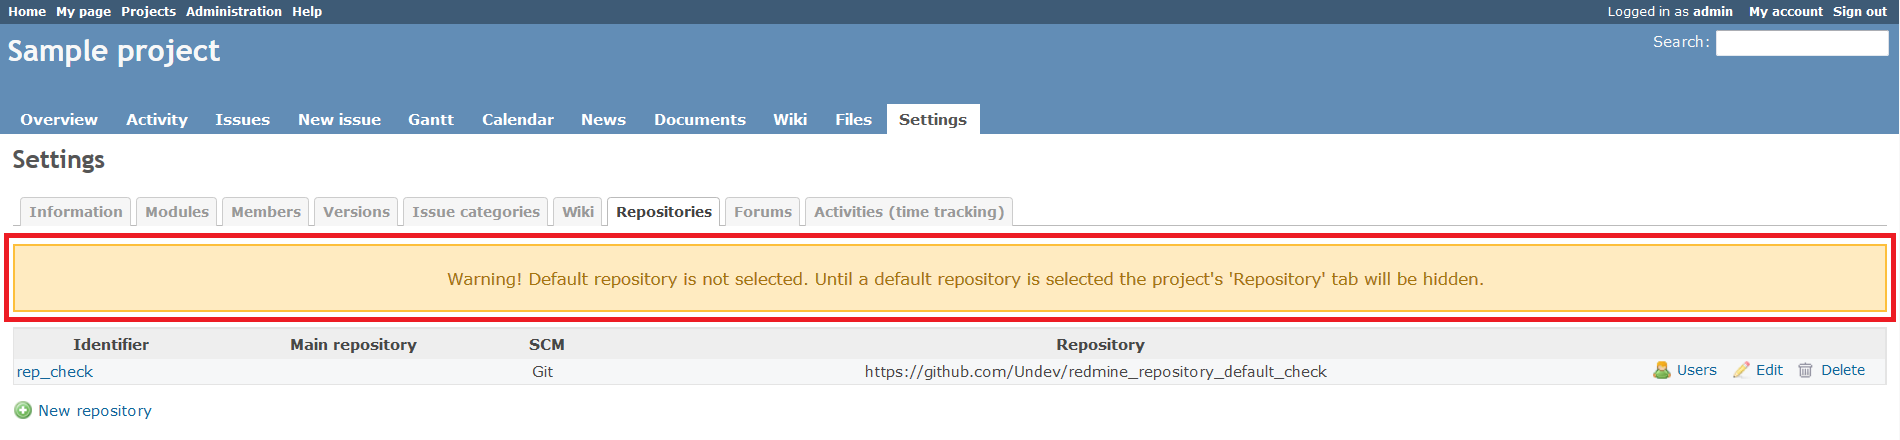 Home My page Projects Administration Help Logged in as admin My account Sign out
Sample project Search:
Overview Activity Issues New issue Gantt Calendar News Documents Wiki Files Settings
Settings
Information Modules Members Versions Issue categories Wiki Repositories Forums Activities (time tracking)
Warning! Default repository is not selected. Until a default repository is selected the project's 'Repository' tab will be hidden.
Identifier Main repository SCM Repository
rep_check Git https://github.com/Undev/redmine_repository_default_check Users Edit Delete
New repository